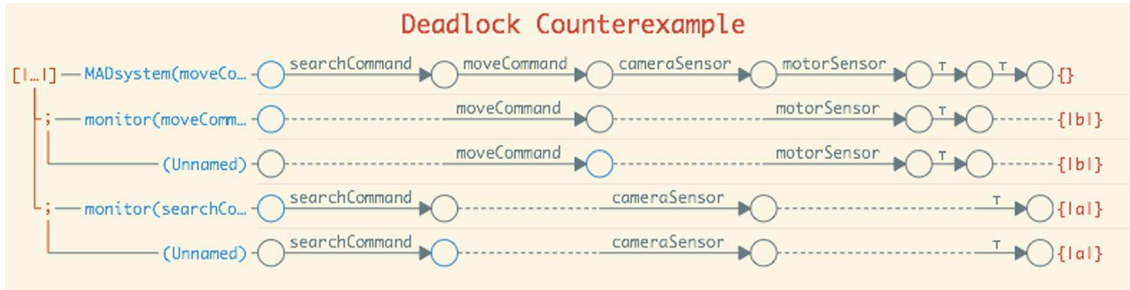 Deadlock Counterexample
[|…|] MADsystem(moveCo… searchCommand moveCommand cameraSensor motorSensor τ τ {}
; monitor(moveComm… moveCommand motorSensor τ {|b|}
(Unnamed) moveCommand motorSensor τ {|b|}
; monitor(searchCo… searchCommand cameraSensor τ {|a|}
(Unnamed) searchCommand cameraSensor τ {|a|}